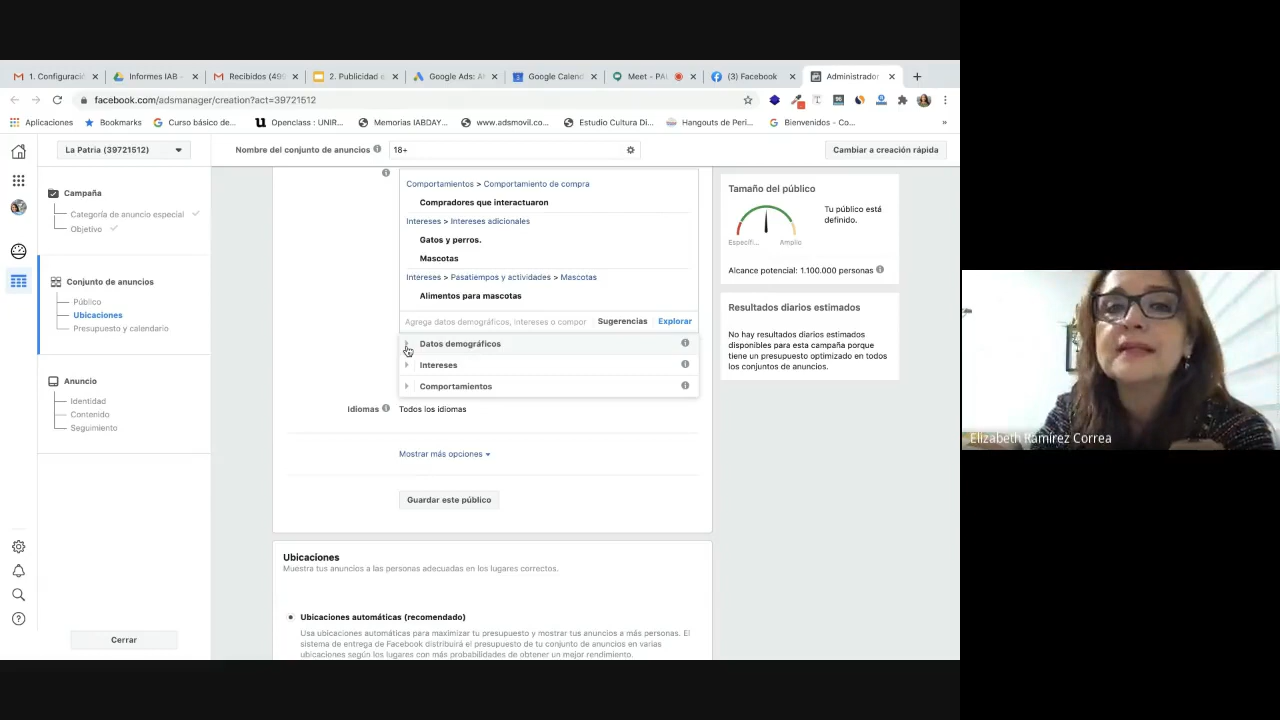 1. Configuraci
Informes IAB -
Recibidos (499
2. Publicidad e
Google Ads: A
Google Calend
Meet - PA
(3) Facebook
Administrador
facebook.com/adsmanager/creation?act=39721512
Aplicaciones
Bookmarks
Curso básico de...
Openclass : UNIR...
Memorias IABDAY...
www.adsmovil.co...
Estudio Cultura Di...
Hangouts de Peri...
Bienvenidos - Co...
»
La Patria (39721512)
Nombre del conjunto de anuncios
18+
Cambiar a creación rápida
Campaña
Categoría de anuncio especial
Objetivo
Conjunto de anuncios
Público
Ubicaciones
Presupuesto y calendario
Anuncio
Identidad
Contenido
Seguimiento
Cerrar
Comportamientos > Comportamiento de compra
Compradores que interactuaron
Intereses > Intereses adicionales
Gatos y perros.
Mascotas
Intereses > Pasatiempos y actividades > Mascotas
Alimentos para mascotas
Agrega datos demográficos, intereses o compor
Sugerencias
Explorar
Datos demográficos
Intereses
Comportamientos
Idiomas
Todos los idiomas
Mostrar más opciones
Guardar este público
Ubicaciones
Muestra tus anuncios a las personas adecuadas en los lugares correctos.
Ubicaciones automáticas (recomendado)
Usa ubicaciones automáticas para maximizar tu presupuesto y mostrar tus anuncios a más personas. El
sistema de entrega de Facebook distribuirá el presupuesto de tu conjunto de anuncios en varias
ubicaciones según los lugares con más probabilidades de obtener un mejor rendimiento.
Tamaño del público
Tu público está
definido.
Específi...
Amplio
Alcance potencial: 1.100.000 personas
Resultados diarios estimados
No hay resultados diarios estimados
disponibles para esta campaña porque
tiene un presupuesto optimizado en todos
los conjuntos de anuncios.
Elizabeth Ramírez Correa